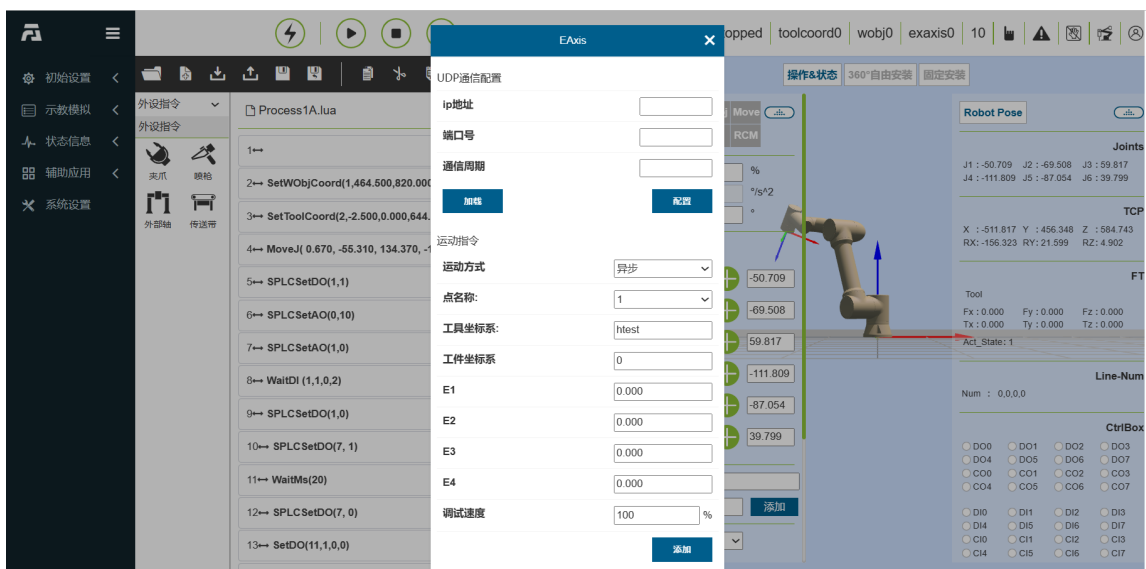 EAxis
opped toolcoord0 wobj0 exaxis0 10
初始设置
示教模拟
状态信息
辅助应用
系统设置
外设指令
外设指令
夹爪 喷枪
外部轴 传送带
Process1A.lua
1
2 SetWObjCoord(1,464.500,820.000
3 SetToolCoord(2,-2.500,0.000,644.
4 MoveJ( 0.670, -55.310, 134.370, -1
5 SPLCSetDO(1,1)
6 SPLCSetAO(0,10)
7 SPLCSetAO(1,0)
8 WaitDI (1,1,0,2)
9 SPLCSetDO(1,0)
10 SPLCSetDO(7, 1)
11 WaitMs(20)
12 SPLCSetDO(7, 0)
13 SetDO(11,1,0,0)
UDP通信配置
ip地址
端口号
通信周期
加载 配置
运动指令
运动方式 异步
点名称: 1
工具坐标系: htest
工件坐标系 0
E1 0.000
E2 0.000
E3 0.000
E4 0.000
调试速度 100 %
添加
操作&状态 360°自由安装 固定安装
Move
RCM
%
°/s^2
°
-50.709
-69.508
59.817
-111.809
-87.054
39.799
添加
Robot Pose
Joints
J1 : -50.709 J2 : -69.508 J3 : 59.817
J4 : -111.809 J5 : -87.054 J6 : 39.799
TCP
X : -511.817 Y : 456.348 Z : 584.743
RX: -156.323 RY: 21.599 RZ: 4.902
FT
Tool
Fx : 0.000 Fy : 0.000 Fz : 0.000
Tx : 0.000 Ty : 0.000 Tz : 0.000
Act_State: 1
Line-Num
Num : 0,0,0,0
CtrlBox
DO0 DO1 DO2 DO3
DO4 DO5 DO6 DO7
CO0 CO1 CO2 CO3
CO4 CO5 CO6 CO7
DI0 DI1 DI2 DI3
DI4 DI5 DI6 DI7
CI0 CI1 CI2 CI3
CI4 CI5 CI6 CI7